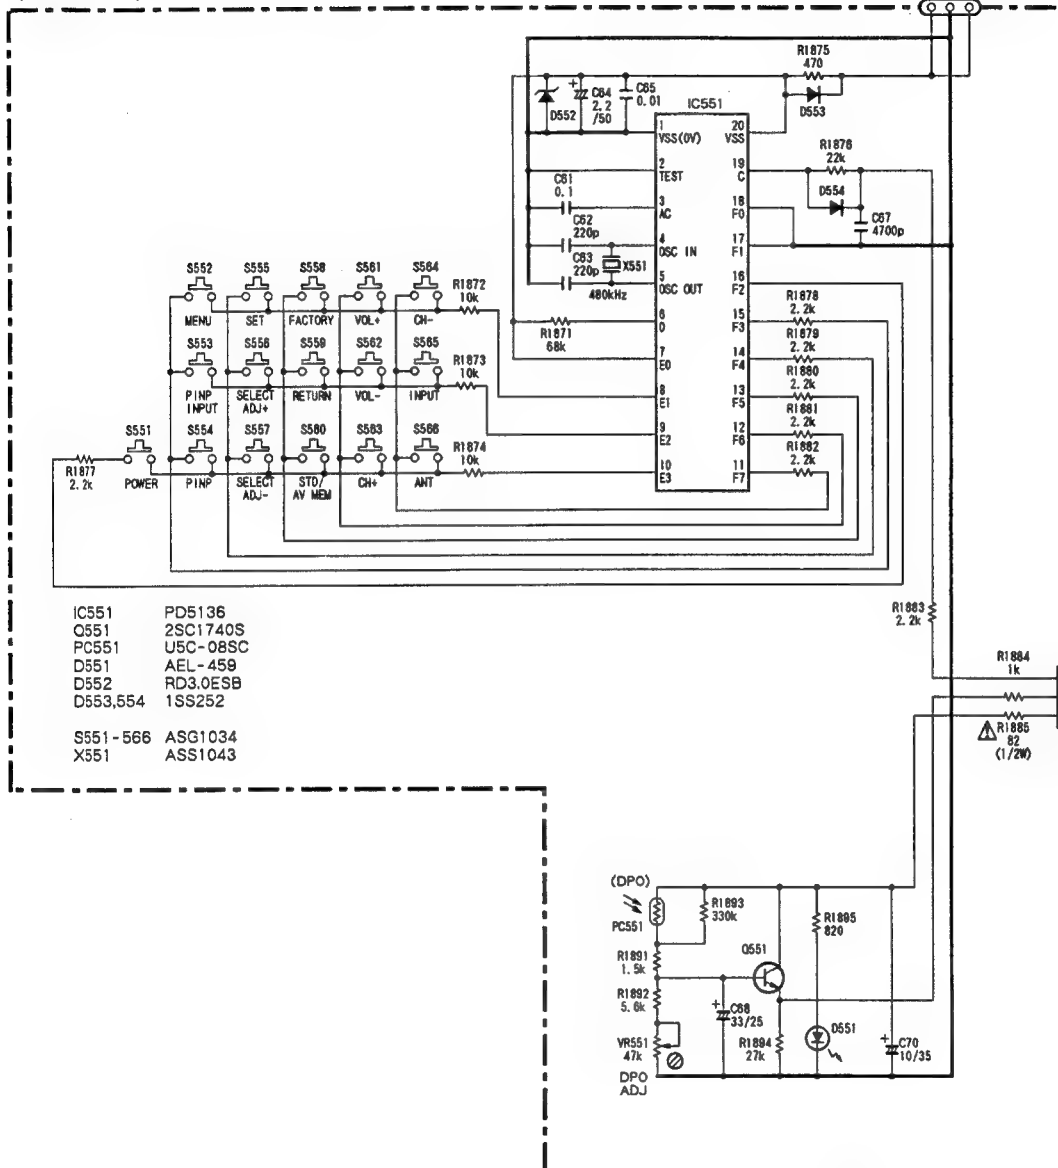 R1875
470
D553
C64
2.2
/50
C65
0.01
D552
IC551
1
VSS(0V)
20
VSS
R1876
22k
2
TEST
19
C
D554
C61
0.1
3
AC
18
F0
C67
4700p
C62
220p
4
OSC IN
17
F1
C63
220p
X551
480kHz
5
OSC OUT
16
F2
S552
S555
S558
S561
S564
R1872
10k
MENU
SET
FACTORY
VOL+
CH-
R1871
68k
6
D
15
F3
R1878
2.2k
S553
S556
S559
S562
S565
R1873
10k
7
E0
14
F4
R1879
2.2k
PINP
INPUT
SELECT
ADJ+
RETURN
VOL-
INPUT
8
E1
13
F5
R1880
2.2k
S551
S554
S557
S560
S563
S566
R1874
10k
9
E2
12
F6
R1881
2.2k
R1877
2.2k
POWER
PINP
SELECT
ADJ-
STD/
AV MEM
CH+
ANT
10
E3
11
F7
R1882
2.2k
IC551 PD5136
Q551 2SC1740S
PC551 U5C-08SC
D551 AEL-459
D552 RD3.0ESB
D553,554 1SS252
S551-566 ASG1034
X551 ASS1043
R1883
2.2k
R1884
1k
R1885
82
(1/2W)
(DPO)
PC551
R1893
330k
R1895
820
R1891
1.5k
Q551
R1892
5.6k
C68
33/25
VR551
47k
R1894
27k
D551
C70
10/35
DPO
ADJ